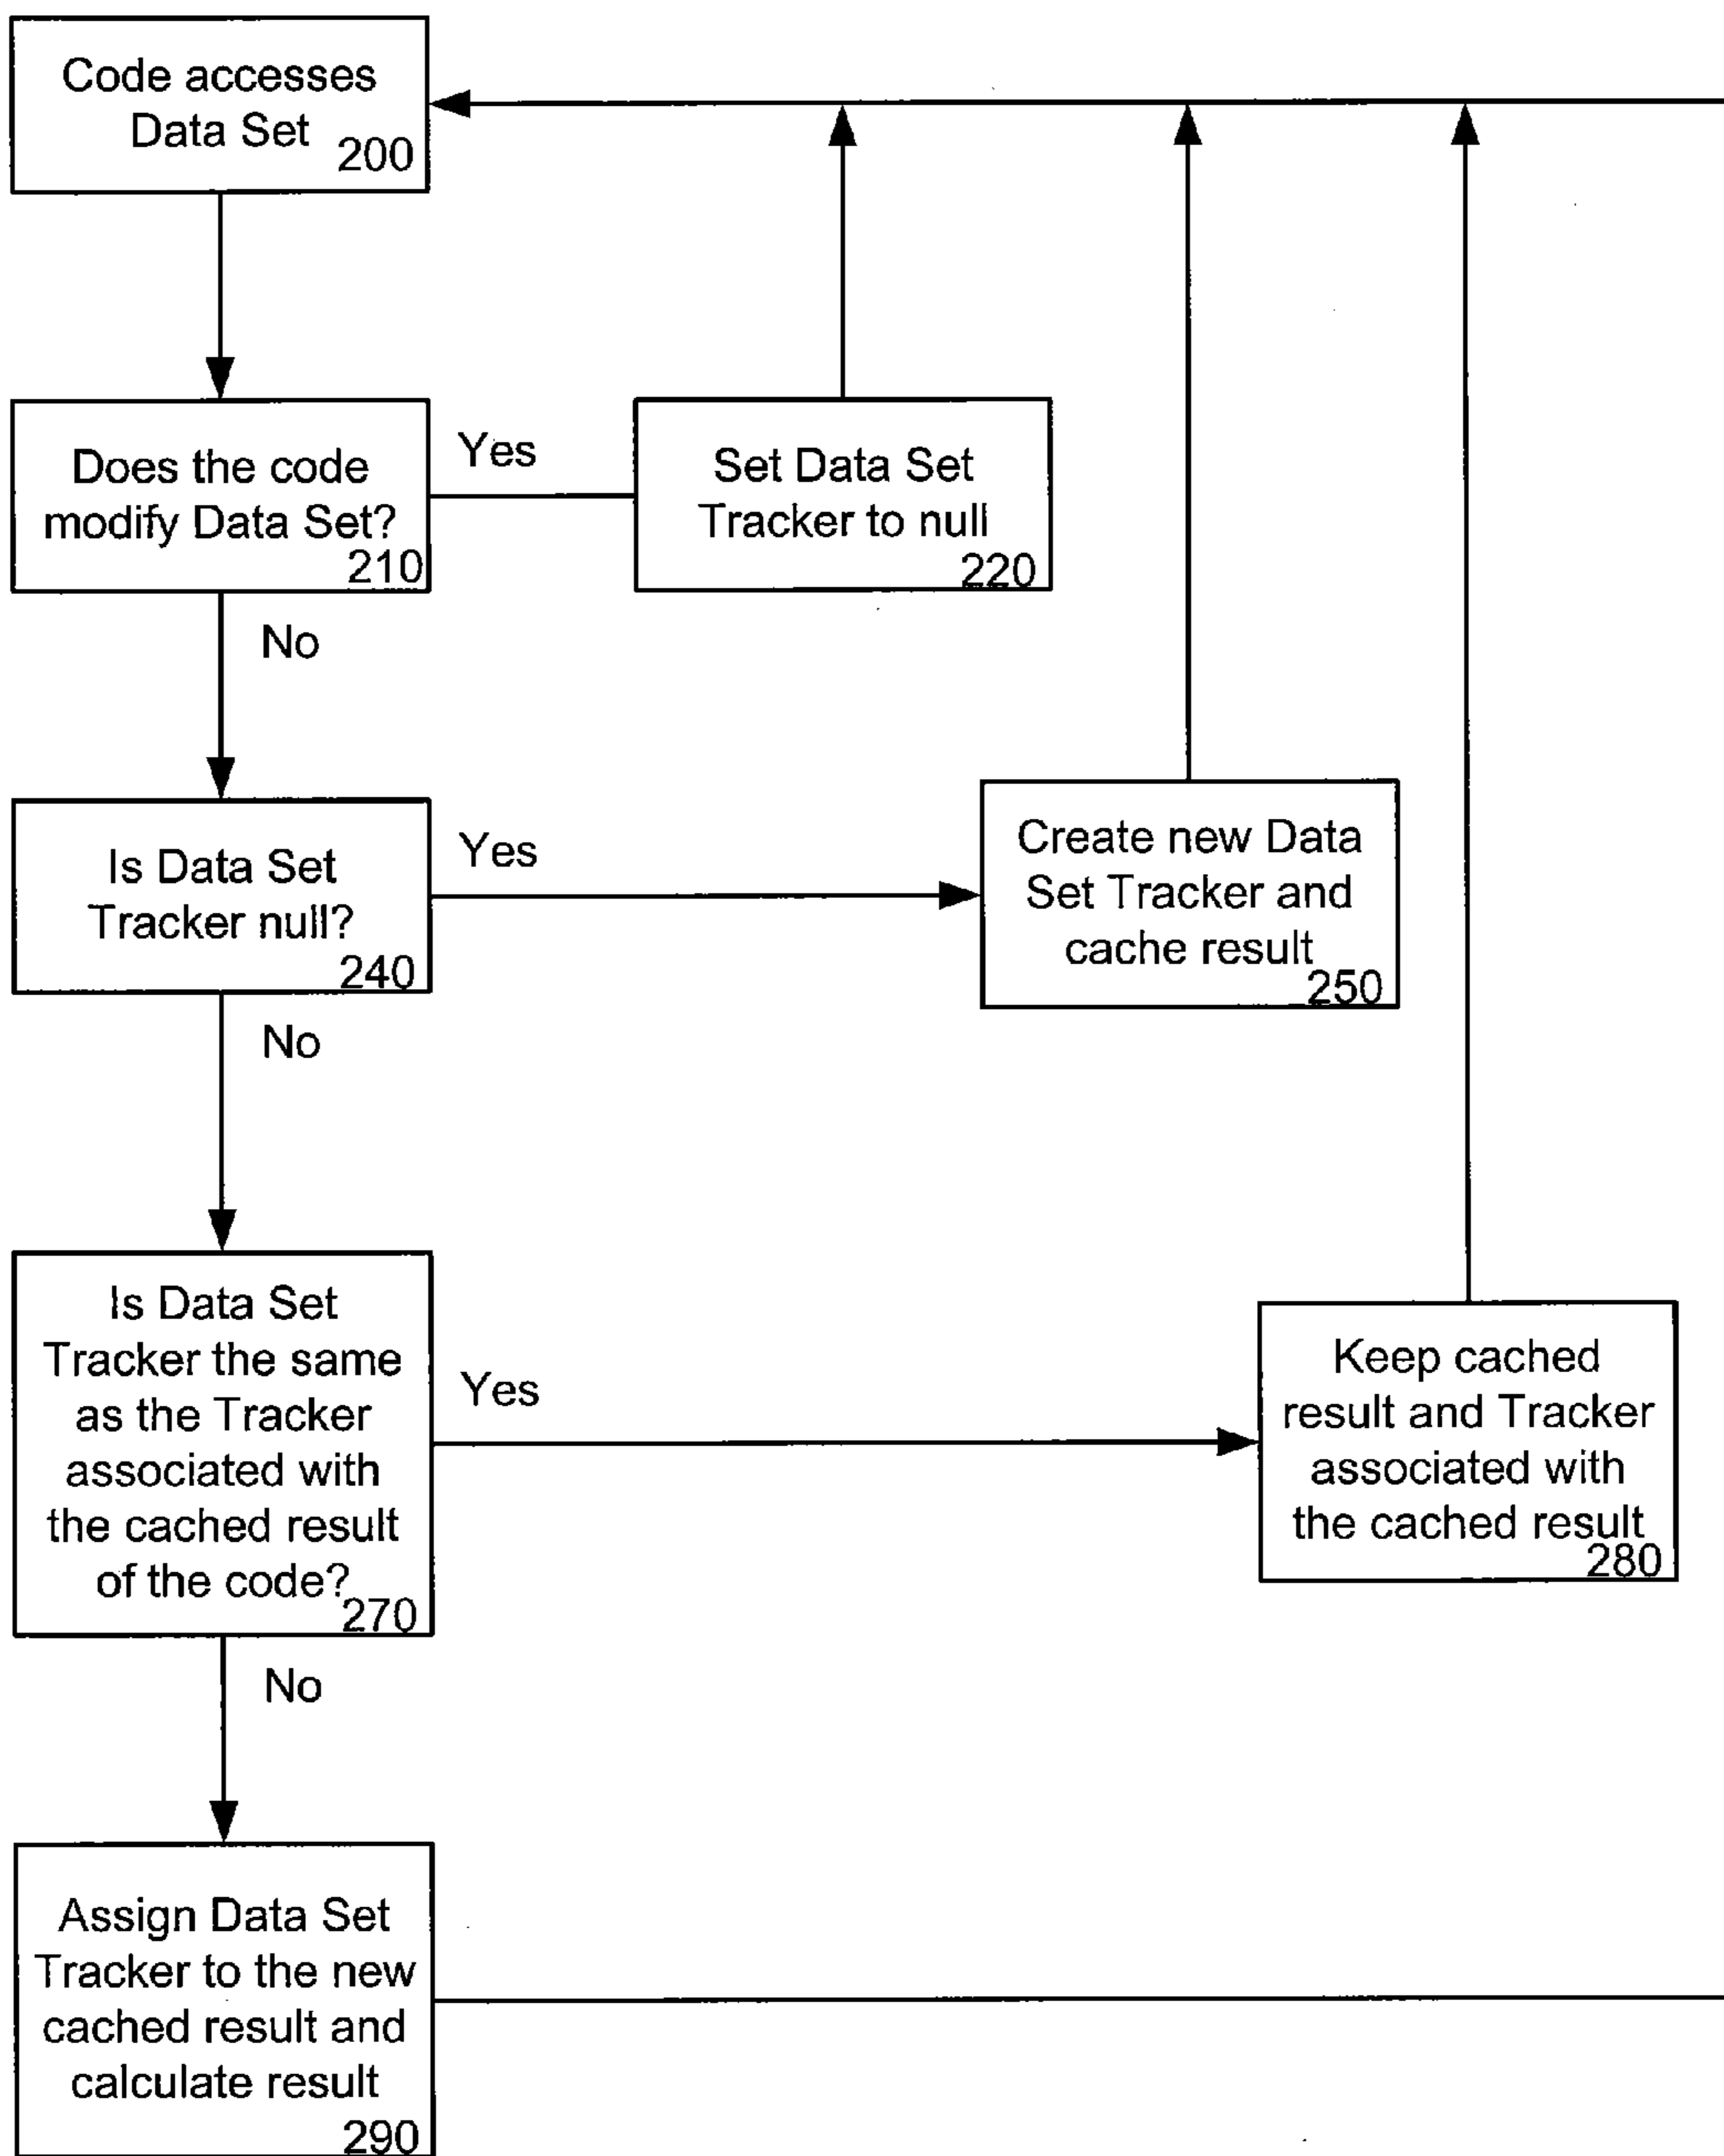 Code accesses
Data Set
200
Does the code
modify Data Set?
210
Yes
Set Data Set
Tracker to null
220
No
Is Data Set
Tracker null?
240
Yes
Create new Data
Set Tracker and
cache result
250
No
Is Data Set
Tracker the same
as the Tracker
associated with
the cached result
of the code?
270
Yes
Keep cached
result and Tracker
associated with
the cached result
280
No
Assign Data Set
Tracker to the new
cached result and
calculate result
290